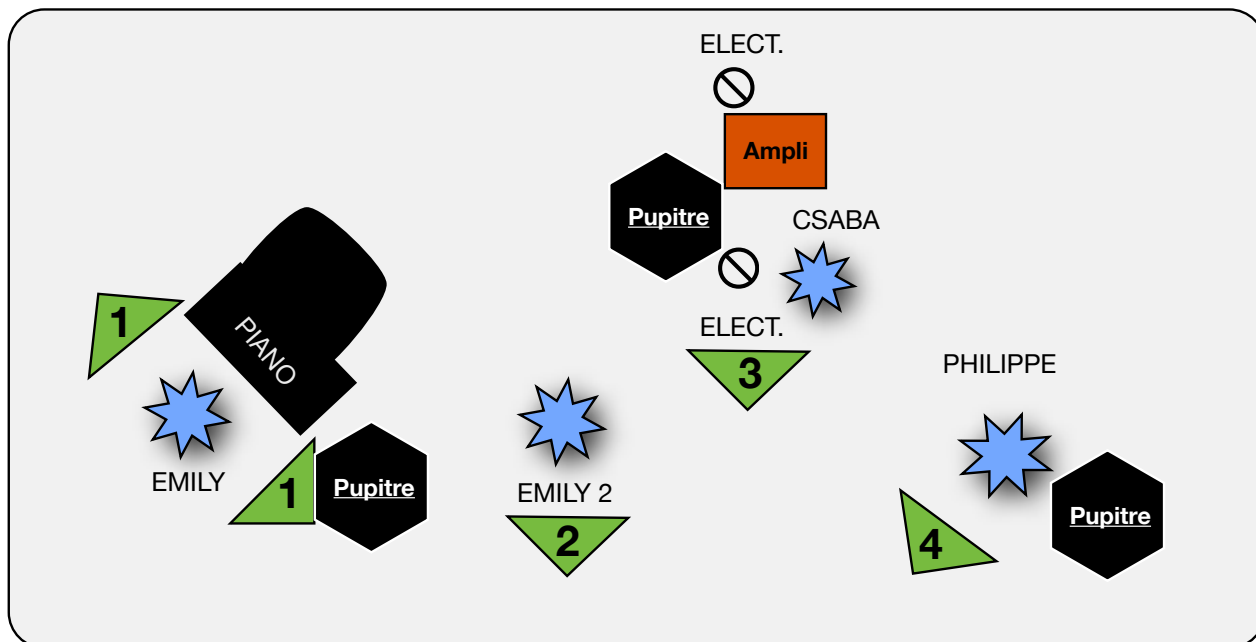 ELECT.
Ampli
Pupitre
CSABA
1
PIANO
ELECT.
3
PHILIPPE
EMILY
1
Pupitre
EMILY 2
2
4
Pupitre